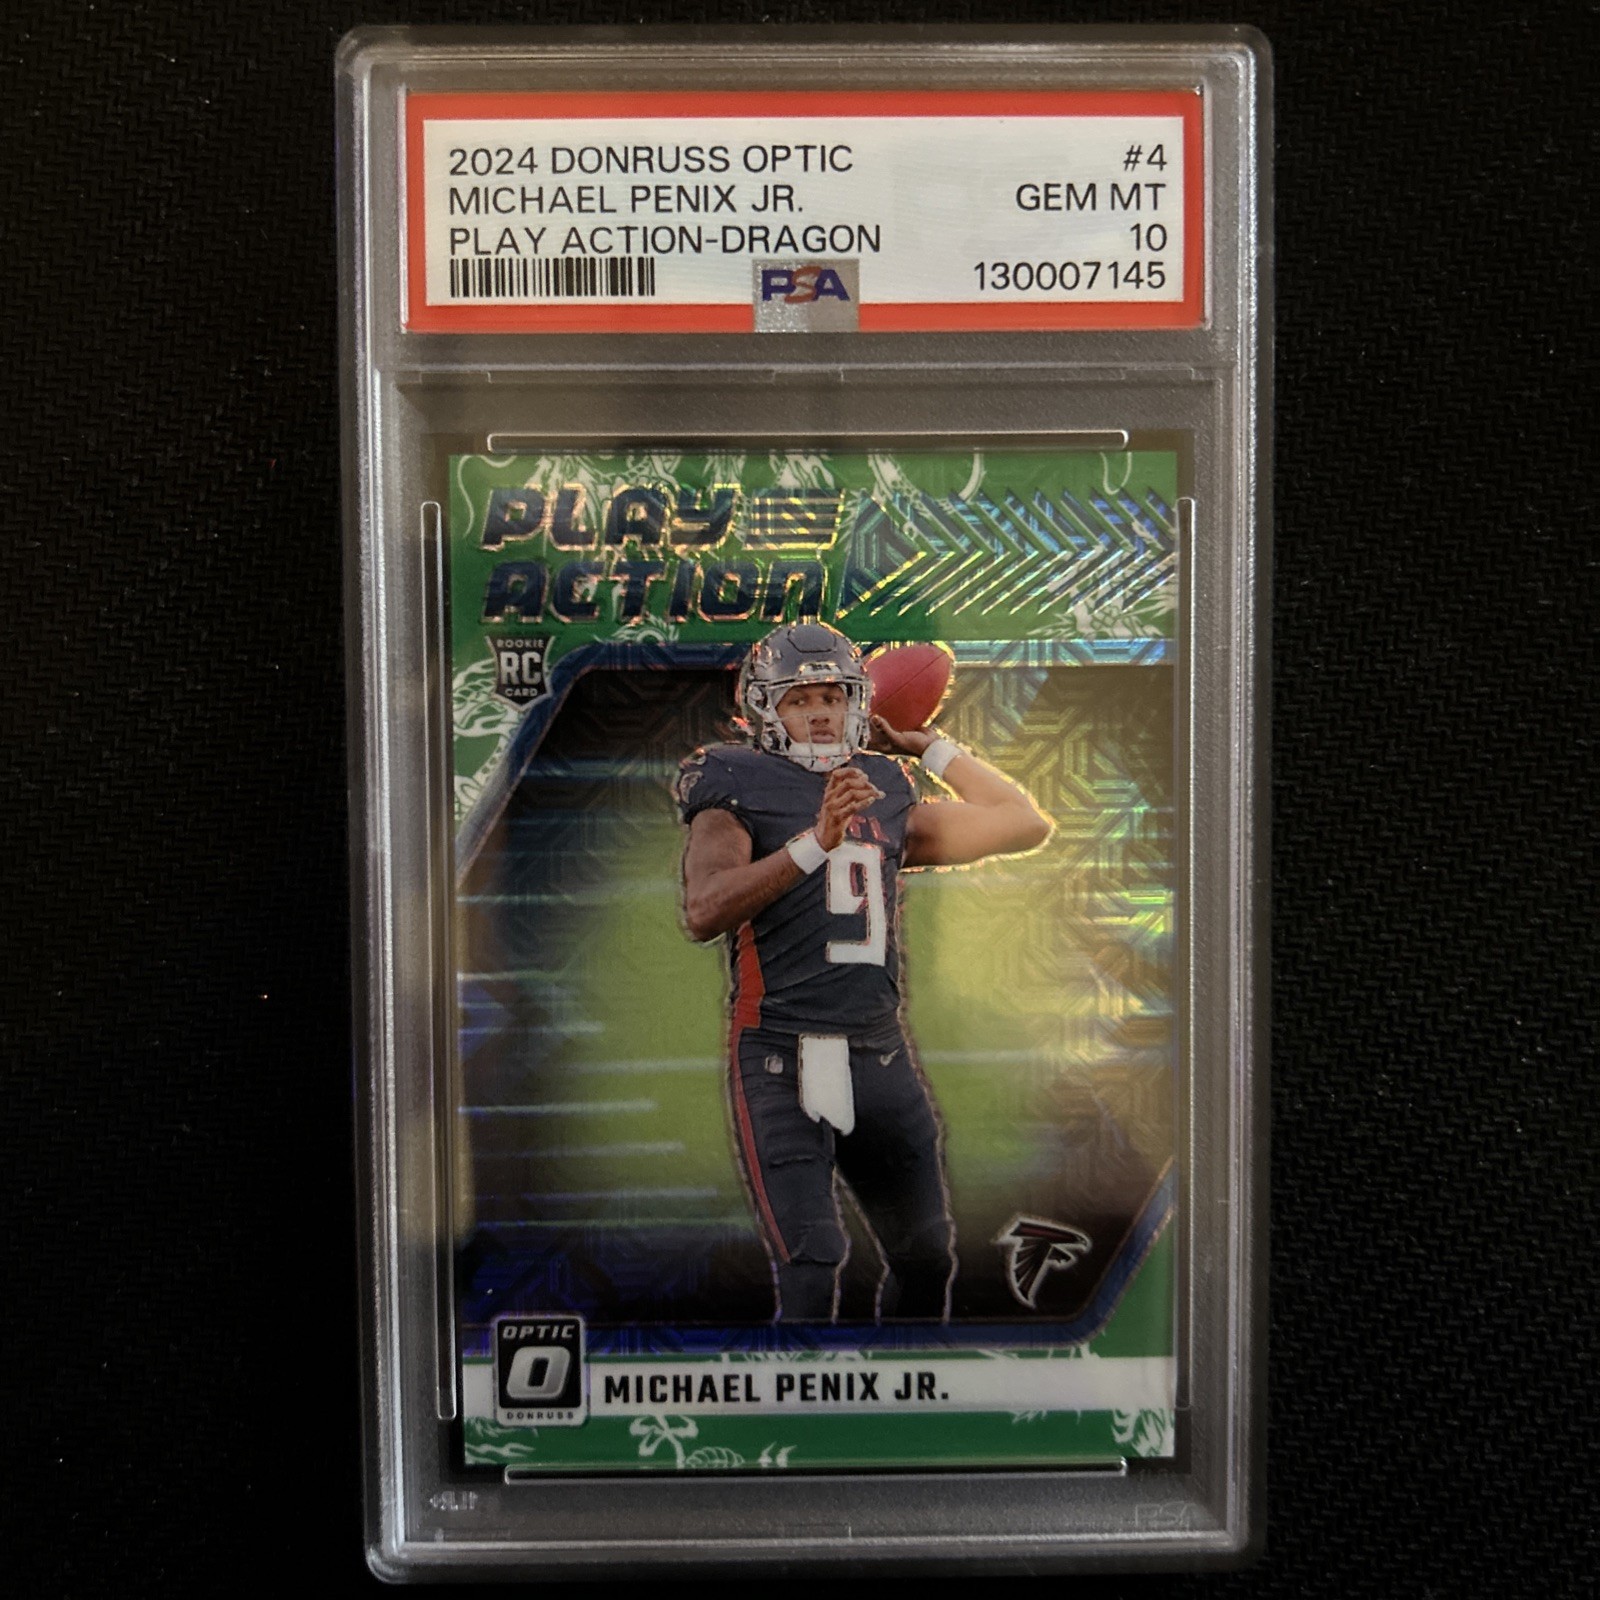 2024 DONRUSS OPTIC #4
MICHAEL PENIX JR. GEM MT
PLAY ACTION-DRAGON 10
PSA 130007145
PLAY
ACTION
ROOKIE
RC
CARD
9
OPTIC
O
DONRUSS
MICHAEL PENIX JR.
PSA